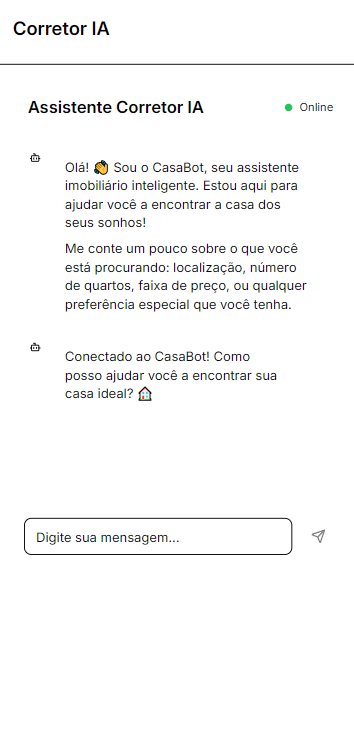 Corretor IA
Assistente Corretor IA
Online
Olá! 👏 Sou o CasaBot, seu assistente
imobiliário inteligente. Estou aqui para
ajudar você a encontrar a casa dos
seus sonhos!
Me conte um pouco sobre o que você
está procurando: localização, número
de quartos, faixa de preço, ou qualquer
preferência especial que você tenha.
Conectado ao CasaBot! Como
posso ajudar você a encontrar sua
casa ideal? 🏠
Digite sua mensagem...